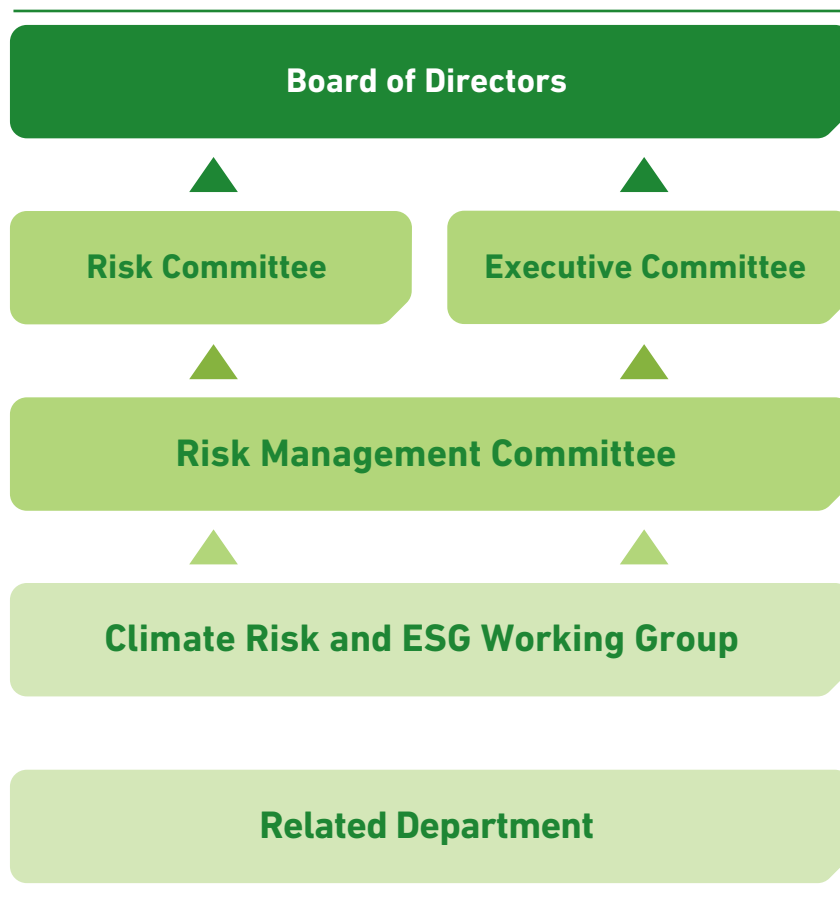 Board of Directors
Risk Committee
Executive Committee
Risk Management Committee
Climate Risk and ESG Working Group
Related Department